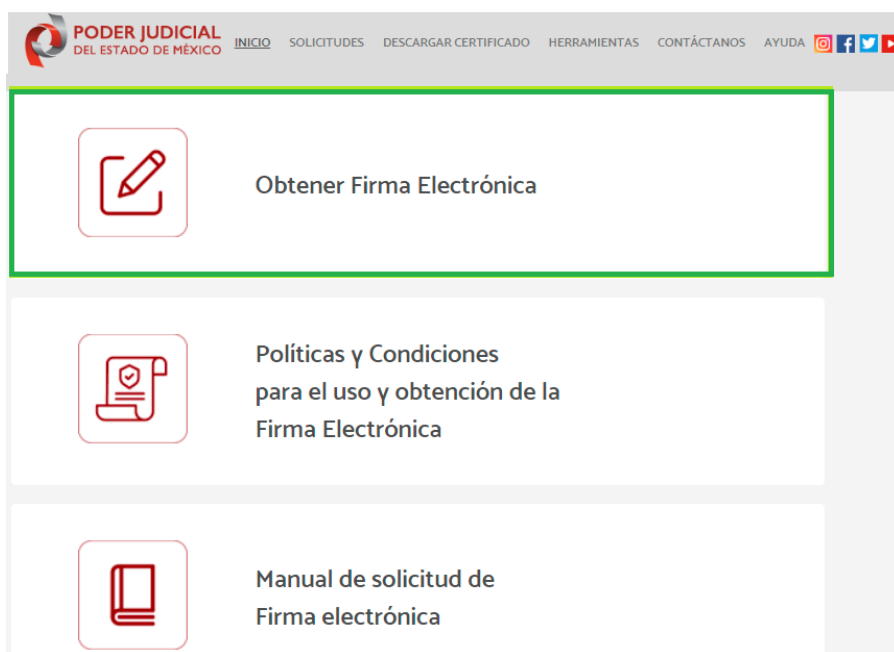 PODER JUDICIAL
DEL ESTADO DE MÉXICO
INICIO SOLICITUDES DESCARGAR CERTIFICADO HERRAMIENTAS CONTÁCTANOS AYUDA
Obtener Firma Electrónica
Políticas y Condiciones
para el uso y obtención de la
Firma Electrónica
Manual de solicitud de
Firma electrónica